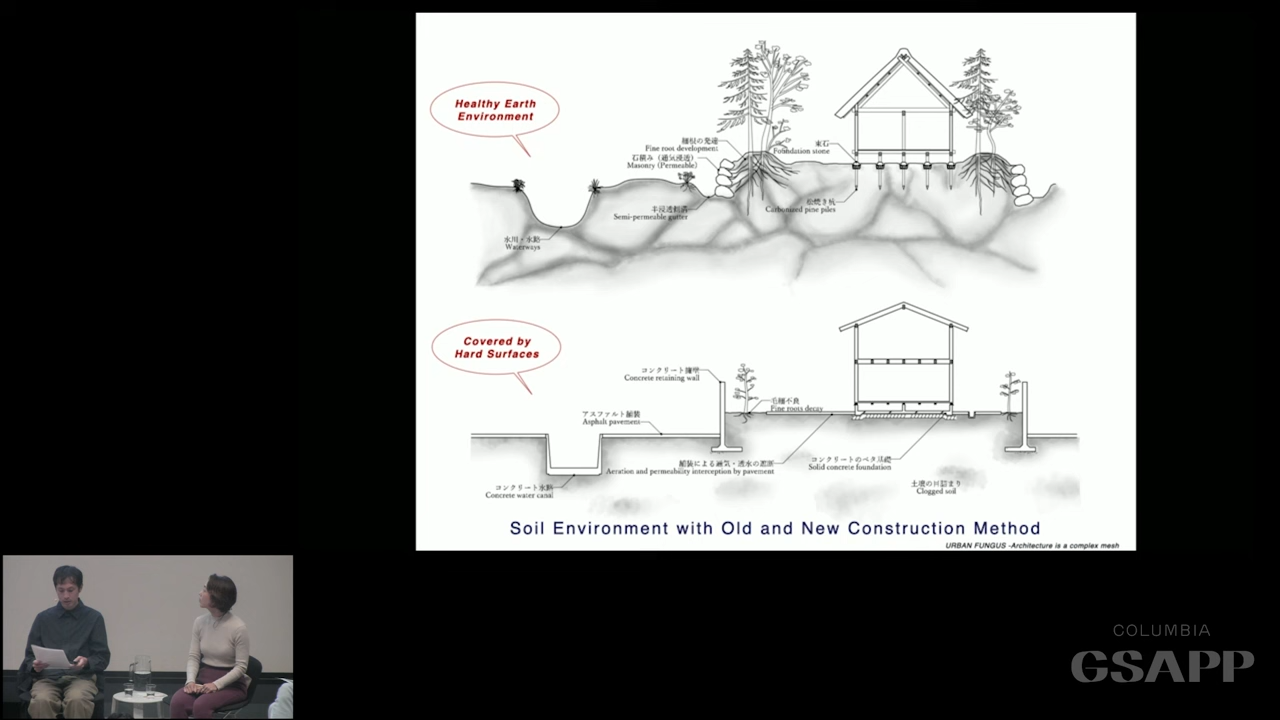 Healthy Earth
Environment
細根の発達
Fine root development
石積み（通気浸透）
Masonry (Permeable)
束石
Foundation stone
半浸透側溝
Semi-permeable gutter
松焼き杭
Carbonized pine piles
水川・水路
Waterways
Covered by
Hard Surfaces
コンクリート擁壁
Concrete retaining wall
アスファルト舗装
Asphalt pavement
毛細不良
Fine roots decay
舗装による通気・透水の遮断
Aeration and permeability interception by pavement
コンクリートのベタ基礎
Solid concrete foundation
コンクリート水路
Concrete water canal
土壌の目詰まり
Clogged soil
Soil Environment with Old and New Construction Method
URBAN FUNGUS -Architecture is a complex mesh
COLUMBIA
GSAPP